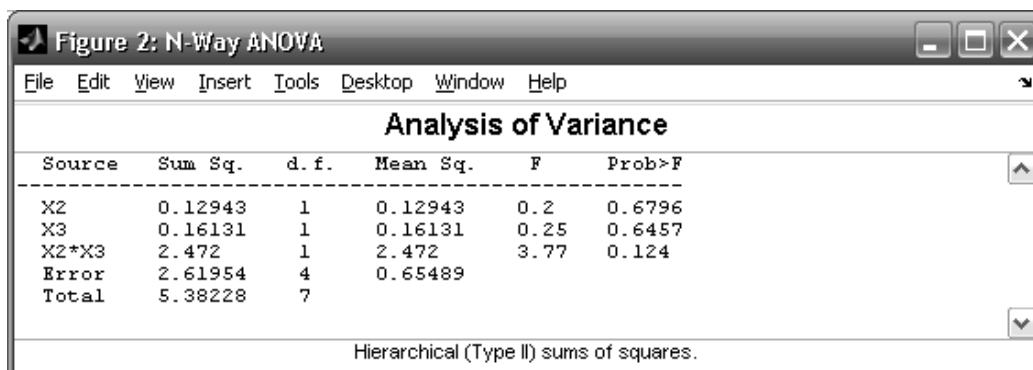 Figure 2: N-Way ANOVA
File Edit View Insert Tools Desktop Window Help
Analysis of Variance
Source Sum Sq. d.f. Mean Sq. F Prob>F
X2 0.12943 1 0.12943 0.2 0.6796
X3 0.16131 1 0.16131 0.25 0.6457
X2*X3 2.472 1 2.472 3.77 0.124
Error 2.61954 4 0.65489
Total 5.38228 7
Hierarchical (Type II) sums of squares.